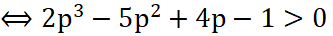 ⇔ 2p³ − 5p² + 4p − 1 > 0